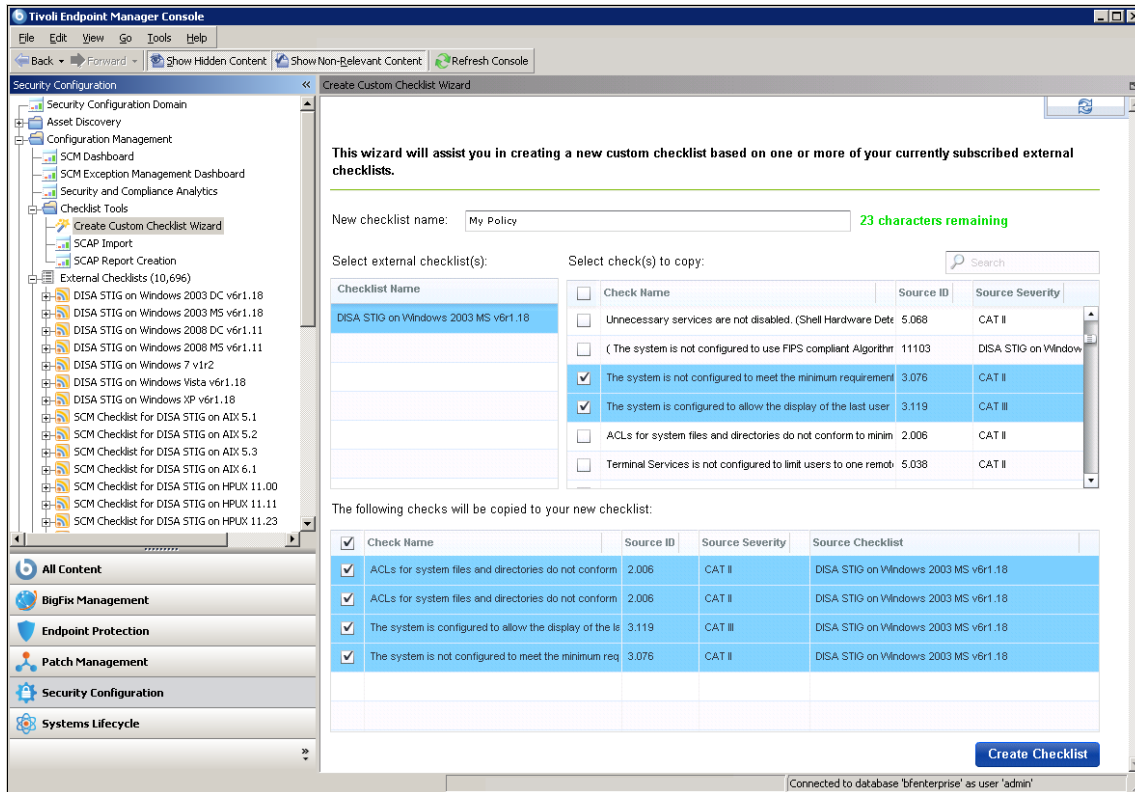 Tivoli Endpoint Manager Console
File Edit View Go Tools Help
Back Forward Show Hidden Content Show Non-Relevant Content Refresh Console
Security Configuration
Security Configuration Domain
Asset Discovery
Configuration Management
SCM Dashboard
SCM Exception Management Dashboard
Security and Compliance Analytics
Checklist Tools
Create Custom Checklist Wizard
SCAP Import
SCAP Report Creation
External Checklists (10,696)
DISA STIG on Windows 2003 DC v6r1.18
DISA STIG on Windows 2003 MS v6r1.18
DISA STIG on Windows 2008 DC v6r1.11
DISA STIG on Windows 2008 MS v6r1.11
DISA STIG on Windows 7 v1r2
DISA STIG on Windows Vista v6r1.18
DISA STIG on Windows XP v6r1.18
SCM Checklist for DISA STIG on AIX 5.1
SCM Checklist for DISA STIG on AIX 5.2
SCM Checklist for DISA STIG on AIX 5.3
SCM Checklist for DISA STIG on AIX 6.1
SCM Checklist for DISA STIG on HPUX 11.00
SCM Checklist for DISA STIG on HPUX 11.11
SCM Checklist for DISA STIG on HPUX 11.23
All Content
BigFix Management
Endpoint Protection
Patch Management
Security Configuration
Systems Lifecycle
Create Custom Checklist Wizard
This wizard will assist you in creating a new custom checklist based on one or more of your currently subscribed external
checklists.
New checklist name: My Policy 23 characters remaining
Select external checklist(s):
Checklist Name
DISA STIG on Windows 2003 MS v6r1.18
Select check(s) to copy: Search
Check Name Source ID Source Severity
Unnecessary services are not disabled. (Shell Hardware Dete 5.068 CAT II
( The system is not configured to use FIPS compliant Algorithm 11103 DISA STIG on Window
The system is not configured to meet the minimum requirement 3.076 CAT II
The system is configured to allow the display of the last user 3.119 CAT III
ACLs for system files and directories do not conform to minim 2.006 CAT II
Terminal Services is not configured to limit users to one remot 5.038 CAT II
The following checks will be copied to your new checklist:
Check Name Source ID Source Severity Source Checklist
ACLs for system files and directories do not conform 2.006 CAT II DISA STIG on Windows 2003 MS v6r1.18
ACLs for system files and directories do not conform 2.006 CAT II DISA STIG on Windows 2003 MS v6r1.18
The system is configured to allow the display of the la 3.119 CAT III DISA STIG on Windows 2003 MS v6r1.18
The system is not configured to meet the minimum req 3.076 CAT II DISA STIG on Windows 2003 MS v6r1.18
Create Checklist
Connected to database 'bfenterprise' as user 'admin'